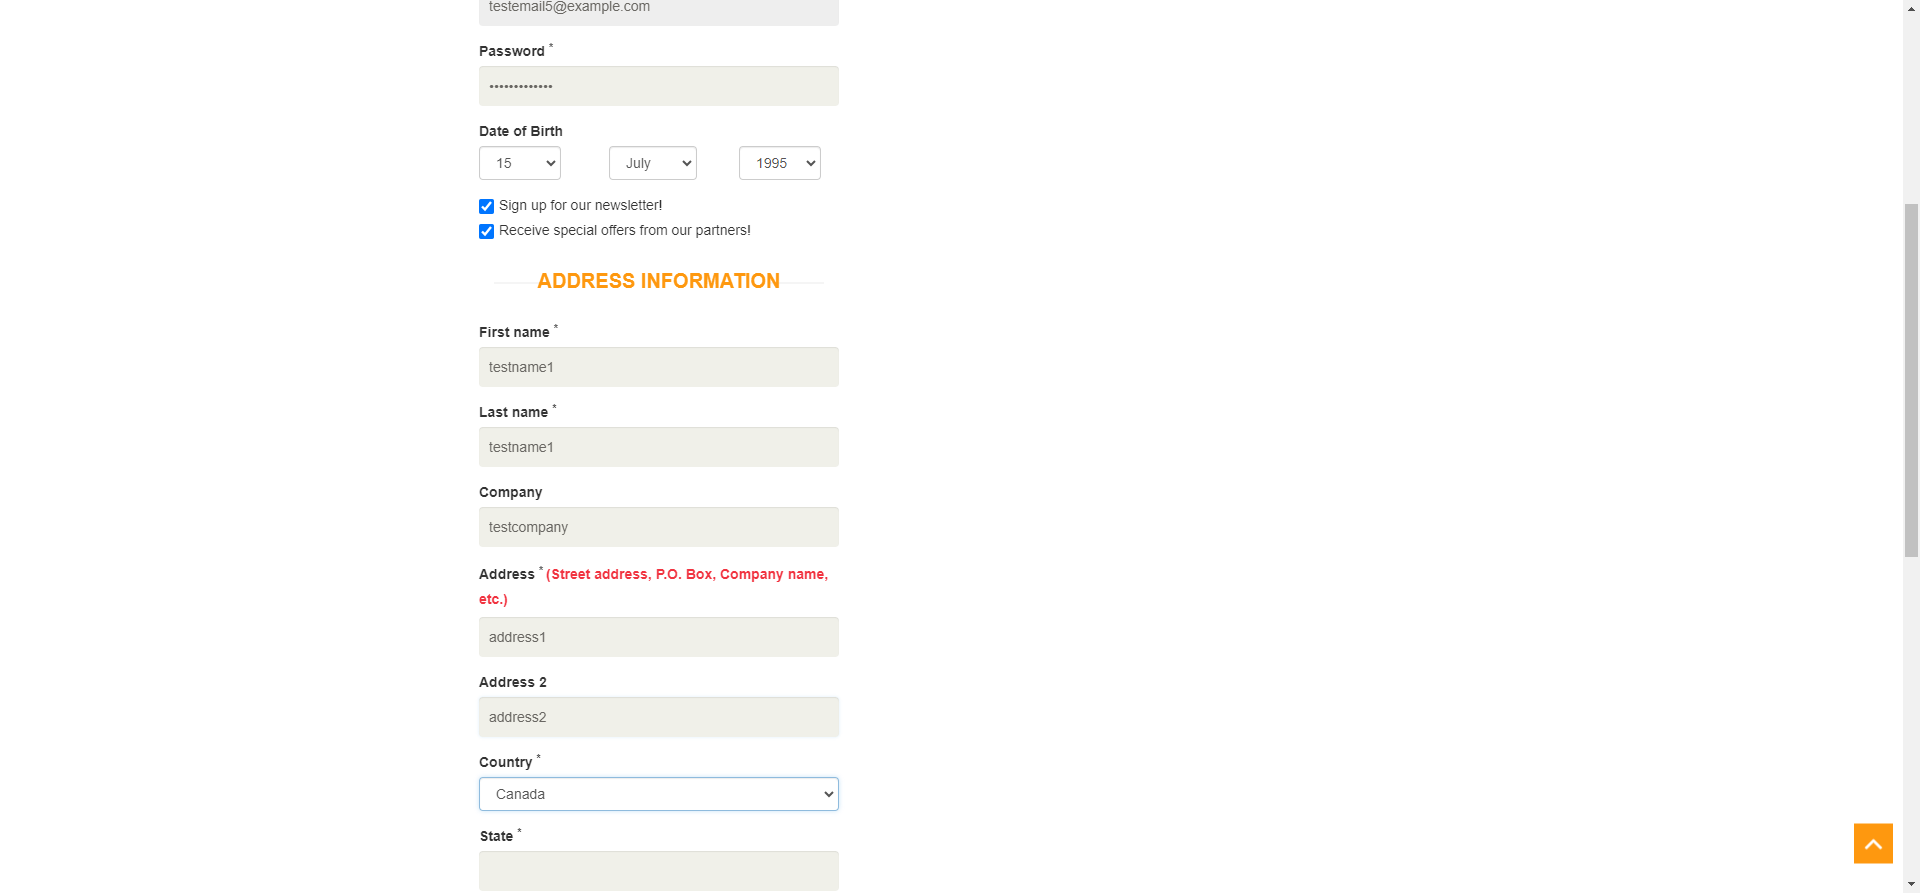 testemail5@example.com
Password *
•••••••••••••
Date of Birth
15 July 1995
Sign up for our newsletter!
Receive special offers from our partners!
ADDRESS INFORMATION
First name *
testname1
Last name *
testname1
Company
testcompany
Address * (Street address, P.O. Box, Company name,
etc.)
address1
Address 2
address2
Country *
Canada
State *